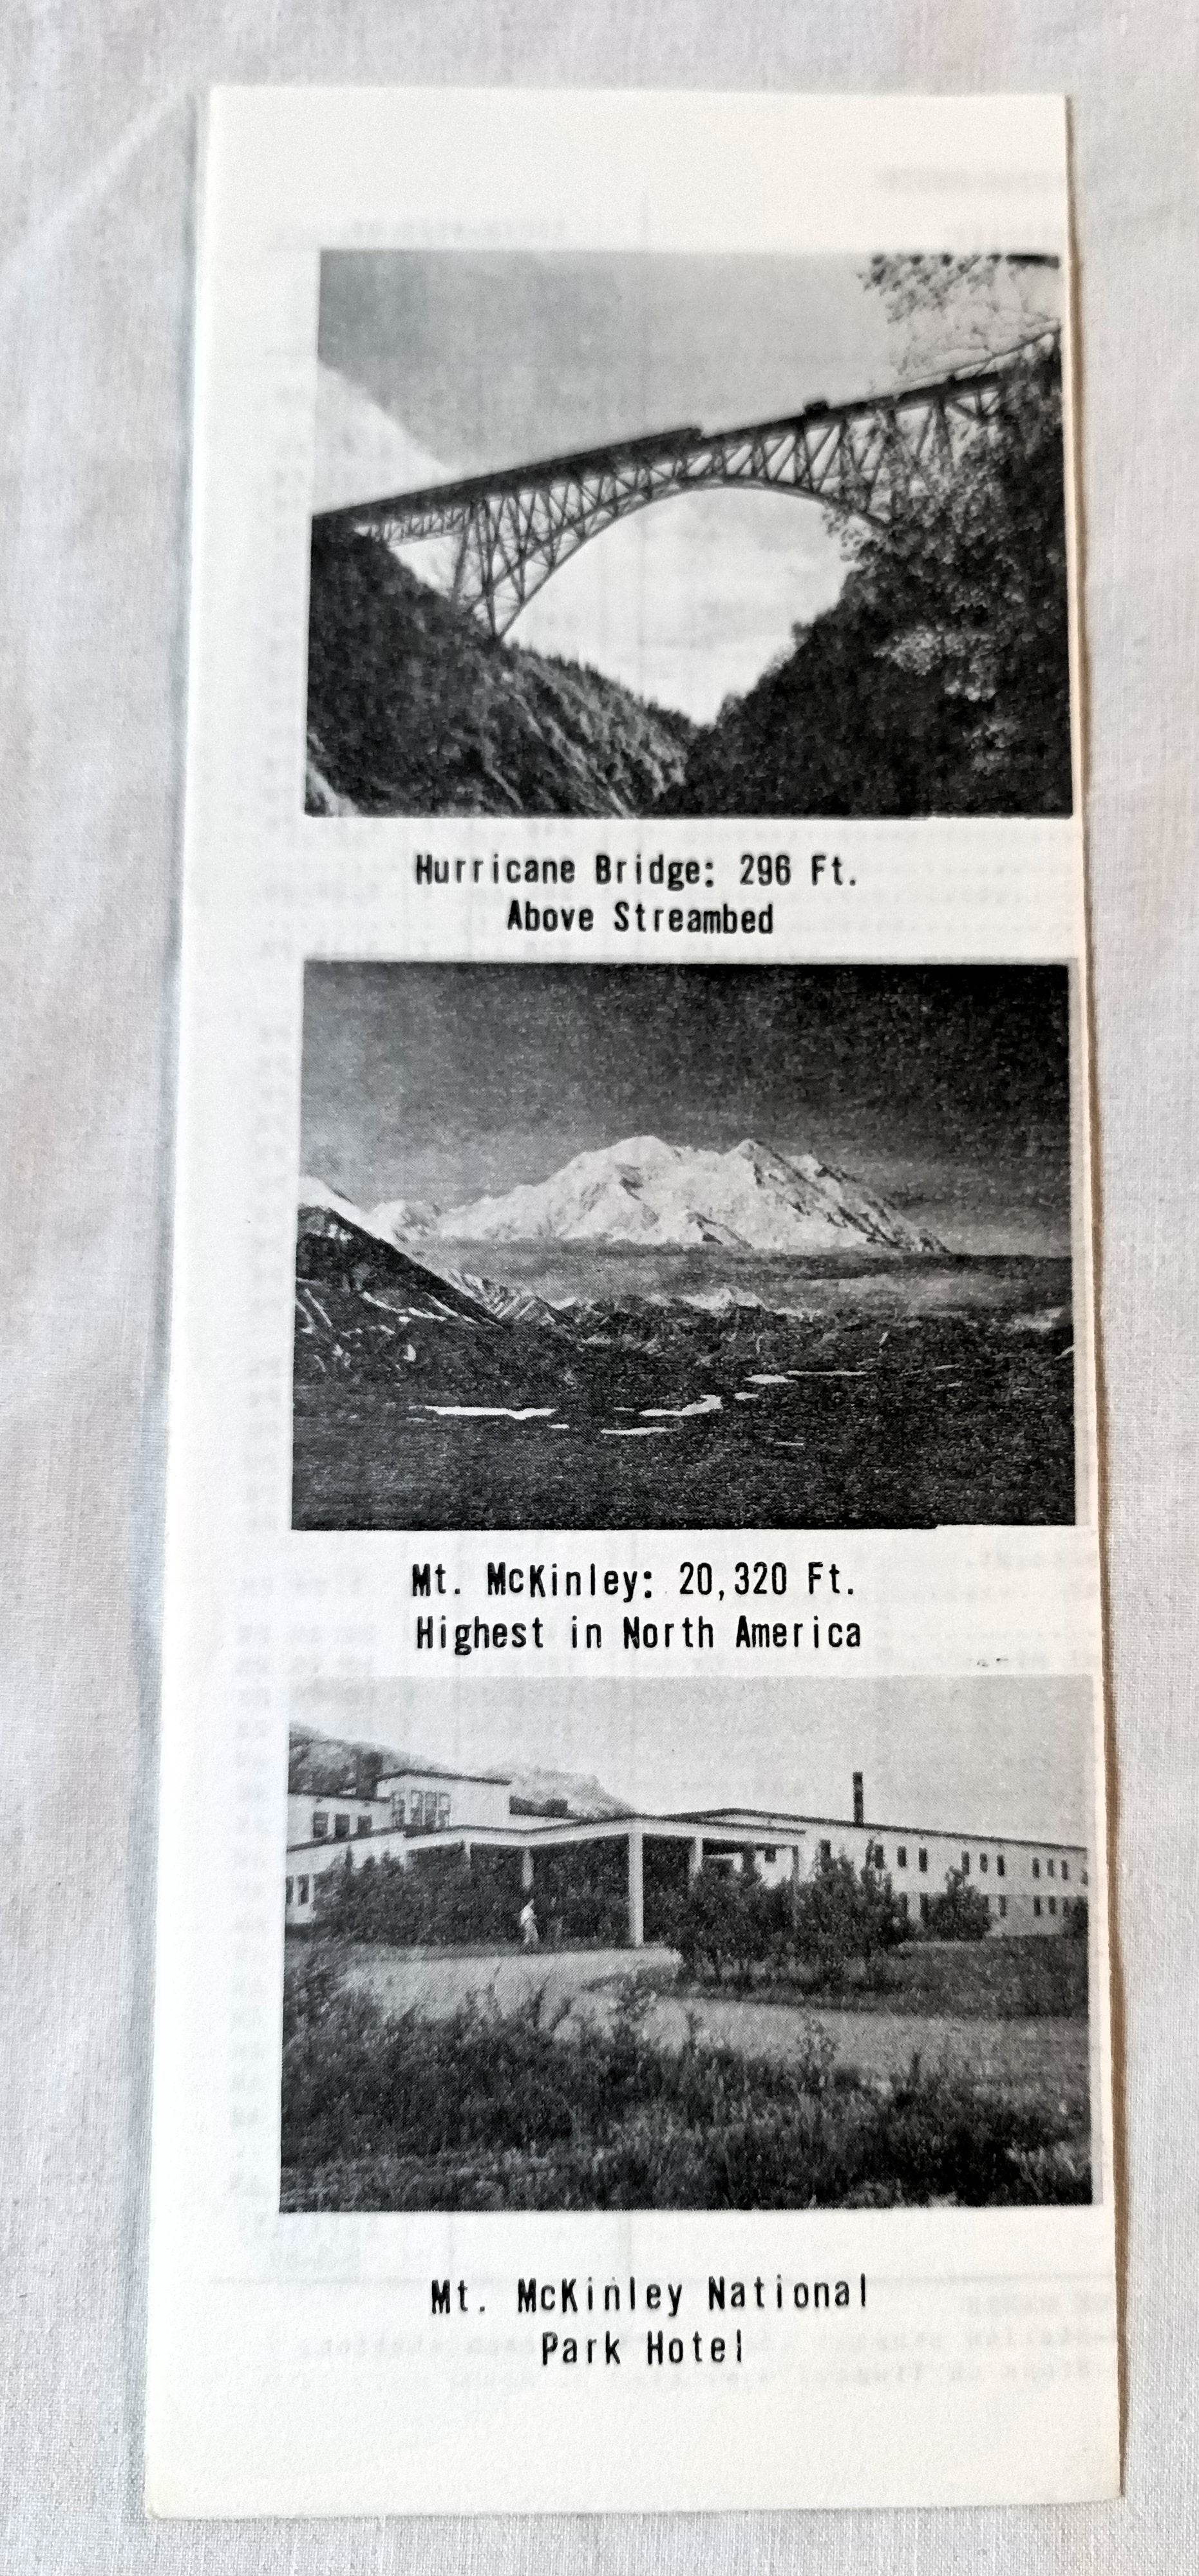 Hurricane Bridge: 296 Ft.
Above Streambed
Mt. McKinley: 20,320 Ft.
Highest in North America
Mt. McKinley National
Park Hotel